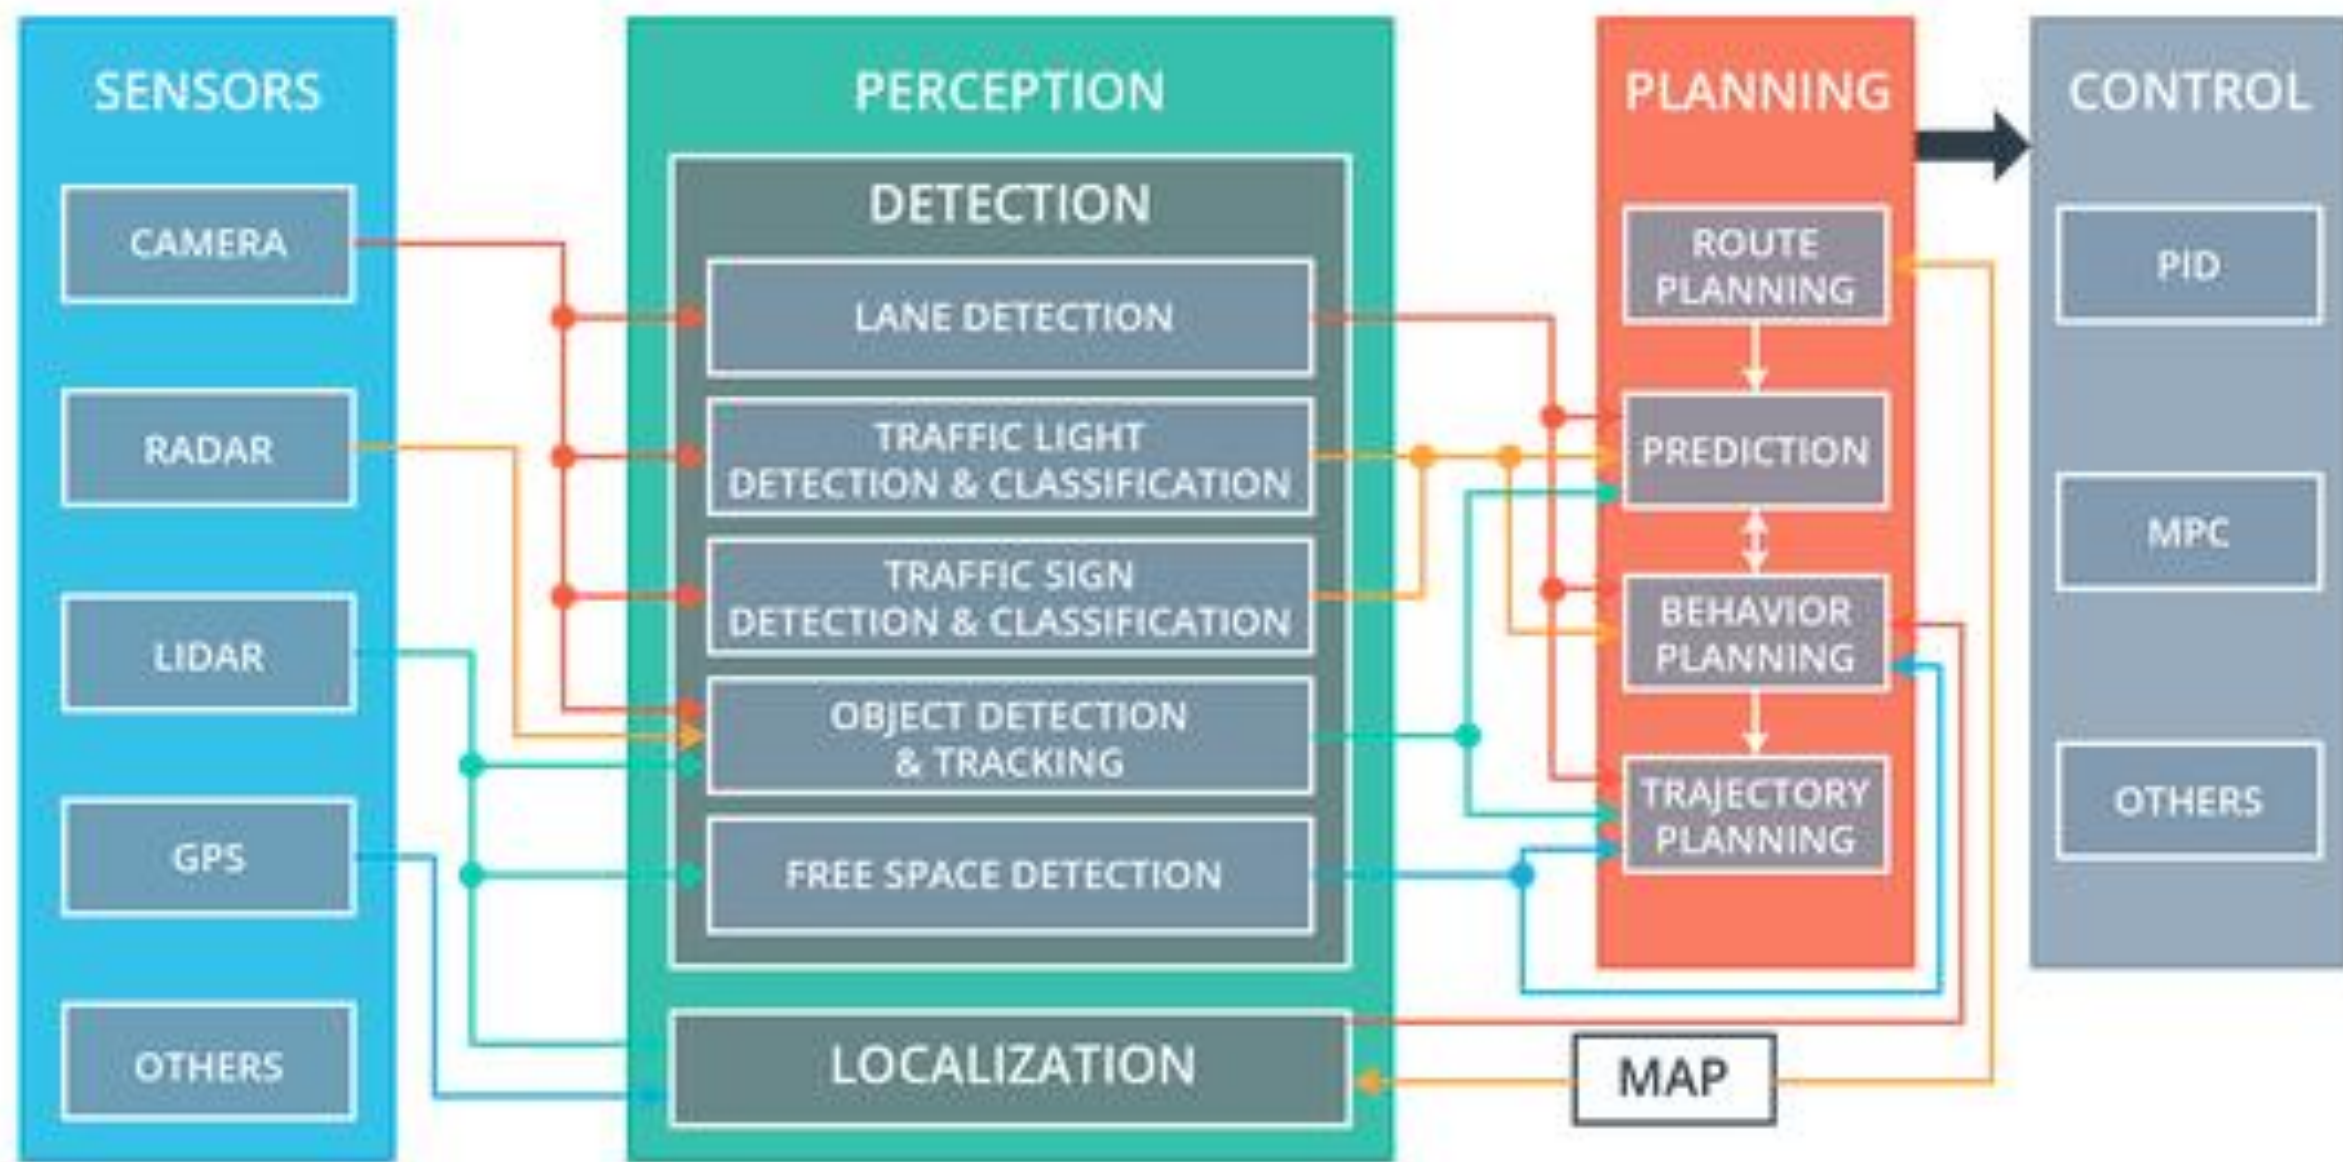 SENSORS
CAMERA
RADAR
LIDAR
GPS
OTHERS
PERCEPTION
DETECTION
LANE DETECTION
TRAFFIC LIGHT
DETECTION & CLASSIFICATION
TRAFFIC SIGN
DETECTION & CLASSIFICATION
OBJECT DETECTION
& TRACKING
FREE SPACE DETECTION
LOCALIZATION
PLANNING
ROUTE
PLANNING
PREDICTION
BEHAVIOR
PLANNING
TRAJECTORY
PLANNING
MAP
CONTROL
PID
MPC
OTHERS